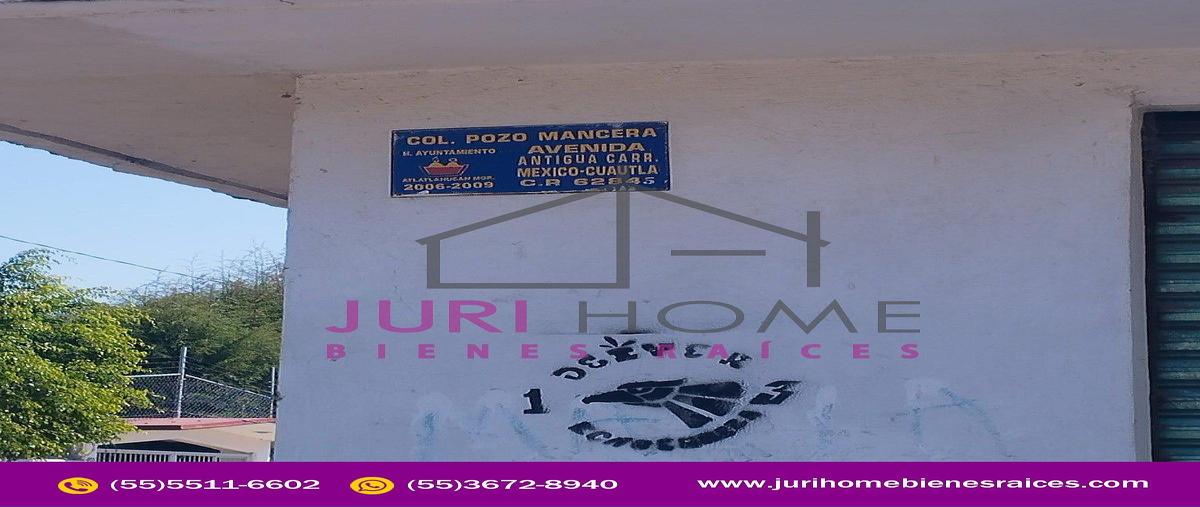 COL. POZO MANCERA
H. AYUNTAMIENTO
AVENIDA
ANTIGUA CARR.
MEXICO-CUAUTLA
ATLATLAHUCAN MOR.
2006-2009
C.P. 62845
JURI HOME
BIENES RAÍCES
1
(55)5511-6602
(55)3672-8940
www.jurihomebienesraices.com